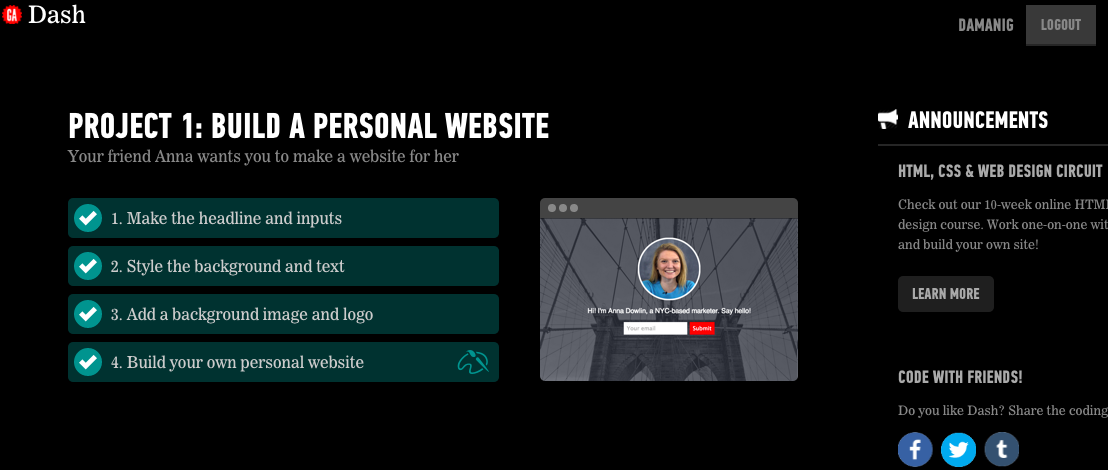 GA Dash
DAMANIG
LOGOUT
PROJECT 1: BUILD A PERSONAL WEBSITE
Your friend Anna wants you to make a website for her
1. Make the headline and inputs
2. Style the background and text
3. Add a background image and logo
4. Build your own personal website
Hi! I'm Anna Dowlin, a NYC-based marketer. Say hello!
Your email
Submit
ANNOUNCEMENTS
HTML, CSS & WEB DESIGN CIRCUIT
Check out our 10-week online HTM
design course. Work one-on-one wit
and build your own site!
LEARN MORE
CODE WITH FRIENDS!
Do you like Dash? Share the coding